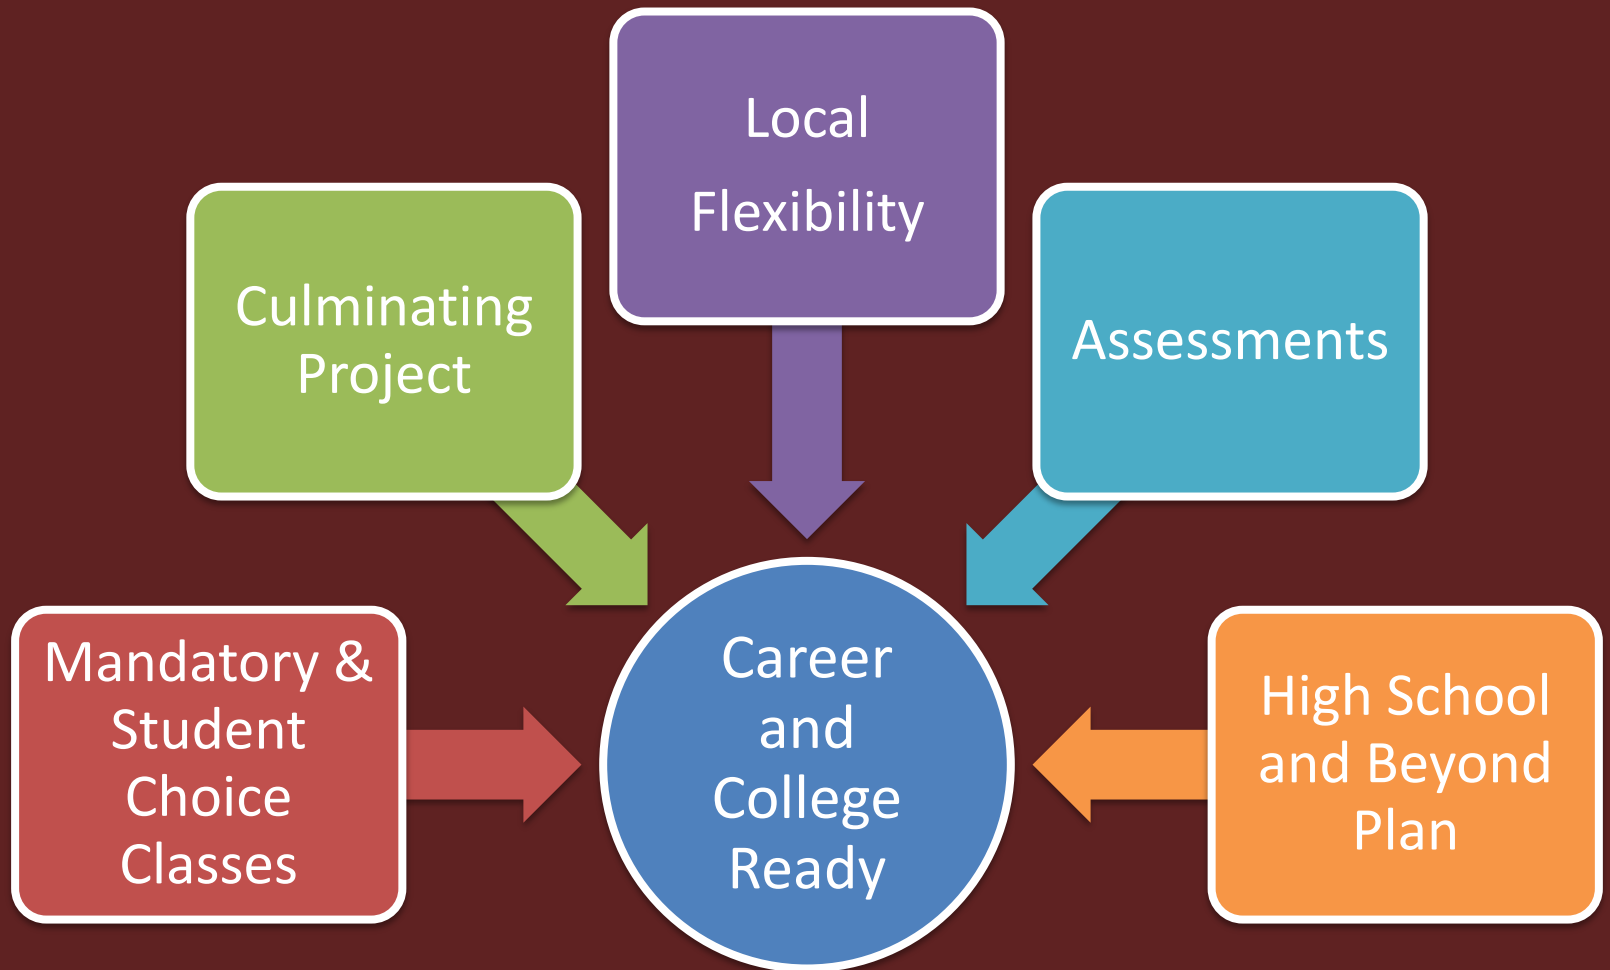 Local
Flexibility
Culminating
Project
Assessments
Mandatory &
Student
Choice
Classes
Career
and
College
Ready
High School
and Beyond
Plan